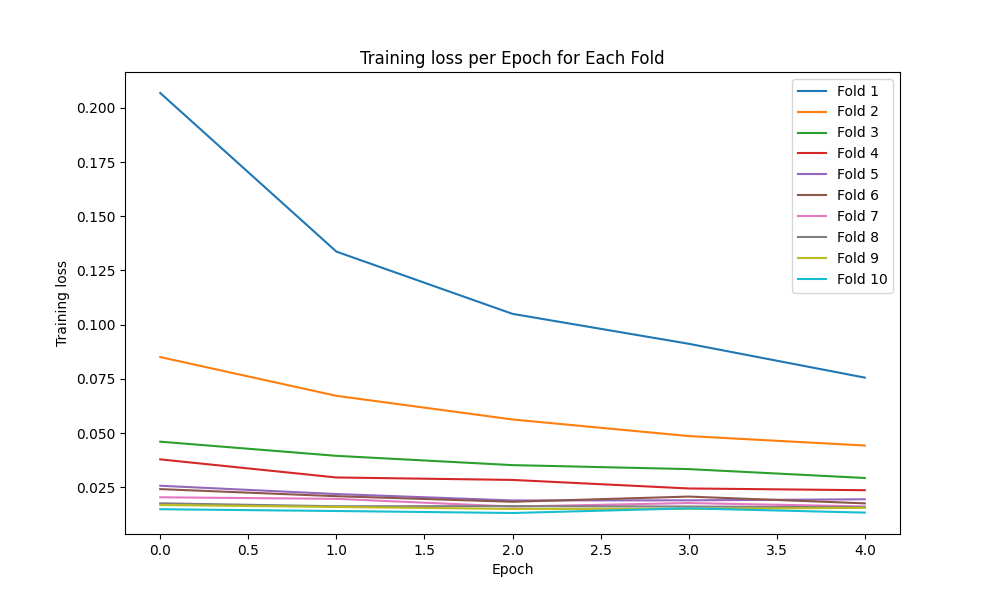 Training loss per Epoch for Each Fold
Training loss
0.200
0.175
0.150
0.125
0.100
0.075
0.050
0.025
0.0
0.5
1.0
1.5
2.0
2.5
3.0
3.5
4.0
Epoch
Fold 1
Fold 2
Fold 3
Fold 4
Fold 5
Fold 6
Fold 7
Fold 8
Fold 9
Fold 10